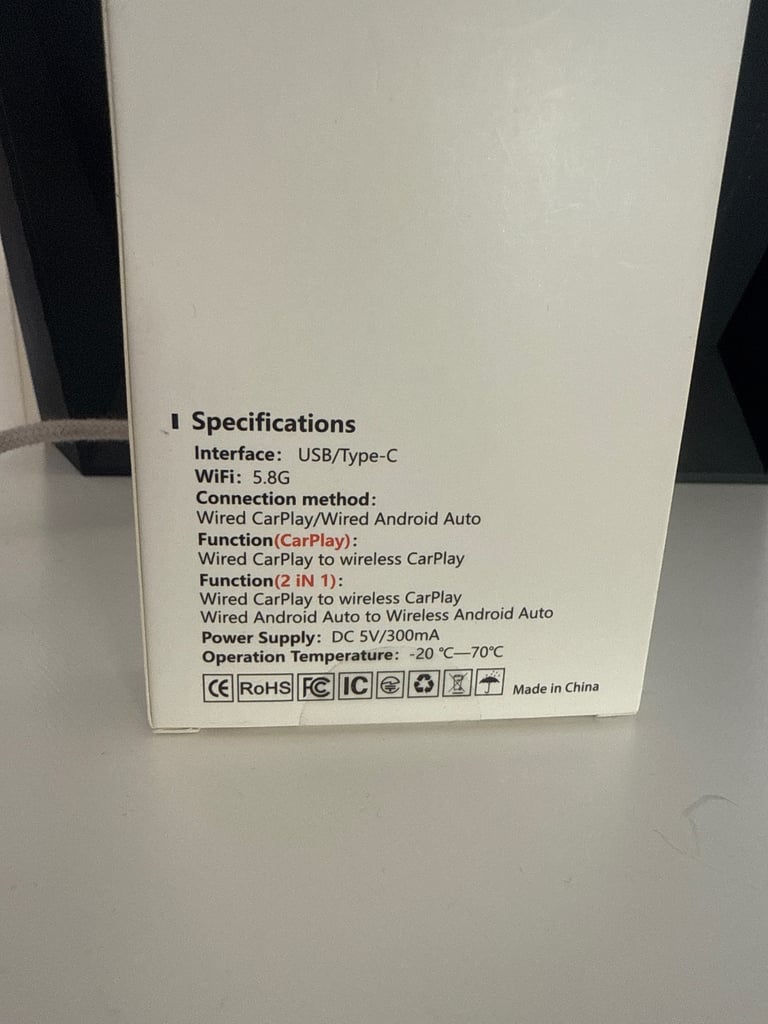 Specifications
Interface: USB/Type-C
WiFi: 5.8G
Connection method:
Wired CarPlay/Wired Android Auto
Function(CarPlay):
Wired CarPlay to wireless CarPlay
Function(2 iN 1):
Wired CarPlay to wireless CarPlay
Wired Android Auto to Wireless Android Auto
Power Supply: DC 5V/300mA
Operation Temperature: -20 ℃—70℃
CE RoHS FC IC Made in China